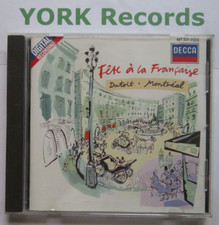 YORK Records
DIGITAL
DECCA
Fête à la Française
Dutoit · Montréal